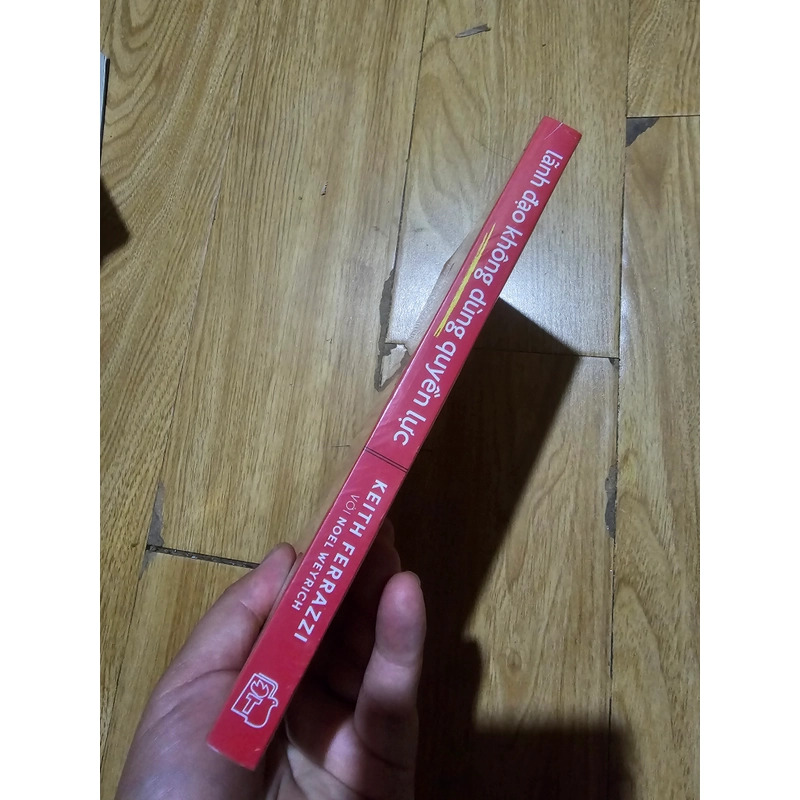 lãnh đạo không dùng quyền lực
KEITH FERRAZZI
VỚI NOEL WEYRICH